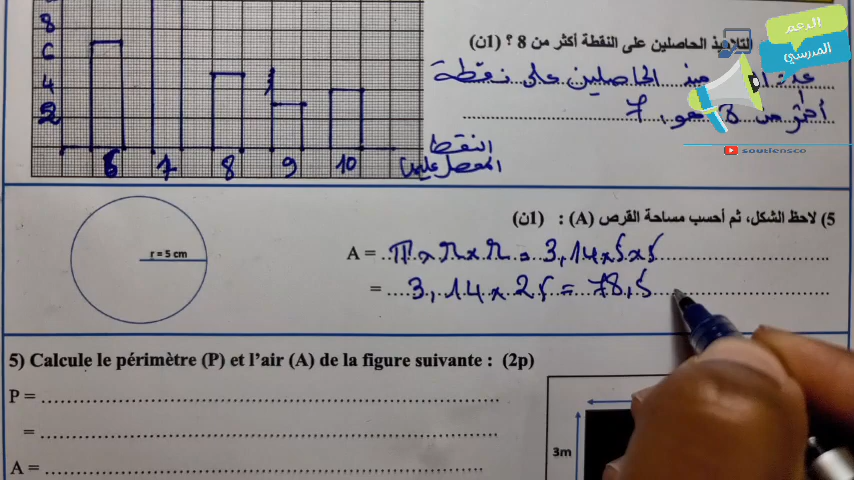 8
6
4
2
6 7 8 9 10
النقط
المحصل عليها
التلاميذ الحاصلين على النقطة أكثر من 8 ؟ (1ن)
الحاصلين على نقطة
أكثر من 8 هو 7
الدعم
المدرسي
soutiensco
5) لاحظ الشكل، ثم أحسب مساحة القرص (A) : (1ن)
r = 5 cm
A = π × r × r = 3,14 × 5 × 5
= 3,14 × 25 = 78,5
5) Calcule le périmètre (P) et l'air (A) de la figure suivante : (2p)
P =
=
A =
3m